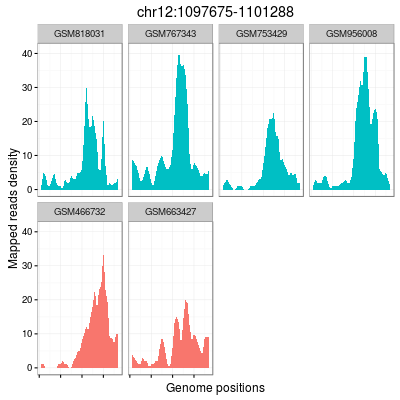 chr12:1097675-1101288
GSM818031 GSM767343 GSM753429 GSM956008
40
30
20
10
0
GSM466732 GSM663427
40
30
20
10
0
Mapped reads density
Genome positions